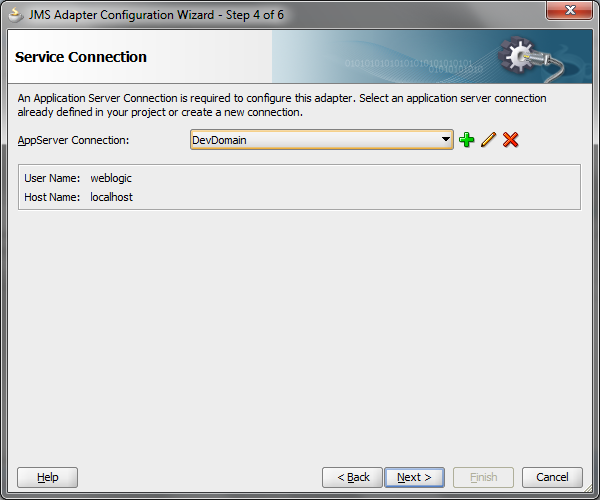 JMS Adapter Configuration Wizard - Step 4 of 6
Service Connection
0101010101010101010101010101
01010101010
An Application Server Connection is required to configure this adapter. Select an application server connection
already defined in your project or create a new connection.
AppServer Connection: DevDomain
User Name: weblogic
Host Name: localhost
Help < Back Next > Finish Cancel